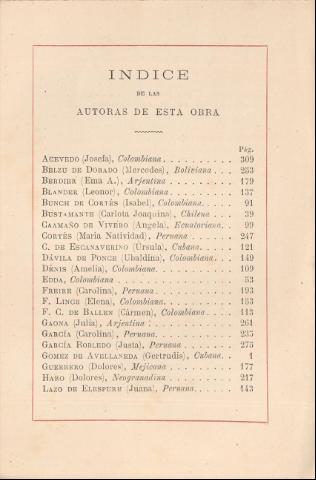 INDICE
DE LAS
AUTORAS DE ESTA OBRA
Pág.
ACEVEDO (Josefa), Colombiana . . . . . . . . . . 309
BELZU DE DORADO (Mercedes), Boliviana . . . 233
BERDIER (Ema A.), Arjentina . . . . . . . . . 179
BLANDER (Leonor), Colombiana . . . . . . . . . 137
BUNCH DE CORTÉS (Isabel), Colombiana . . . . . 91
BUSTAMANTE (Carlota Joaquina), Chilena . . . 39
CAAMAÑO DE VIVERO (Angela), Ecuatoriana . . . 99
CORTÉS (María Natividad), Peruana . . . . . . 247
C. DE ESCANAVERINO (Úrsula), Cubana . . . . . 121
DÁVILA DE PONCE (Ubaldina), Colombiana . . . 149
DÉNIS (Amelia), Colombiana . . . . . . . . . . 109
EDDA, Colombiana . . . . . . . . . . . . . . . 53
FREIRE (Carolina), Peruana . . . . . . . . . . 193
F. LINCE (Elena), Colombiana . . . . . . . . . 153
F. C. DE BALLEN (Cármen), Colombiana . . . . 113
GAONA (Julia), Arjentina . . . . . . . . . . . 261
GARCÍA (Carolina), Peruana . . . . . . . . . . 235
GARCÍA ROBLEDO (Justa), Peruana . . . . . . . 275
GOMEZ DE AVELLANEDA (Gertrudis), Cubana . . 1
GUERRERO (Dolores), Mejicana . . . . . . . . . 177
HARO (Dolores), Neogranadina . . . . . . . . . 217
LAZO DE ELESPURU (Juana), Peruana . . . . . . 143